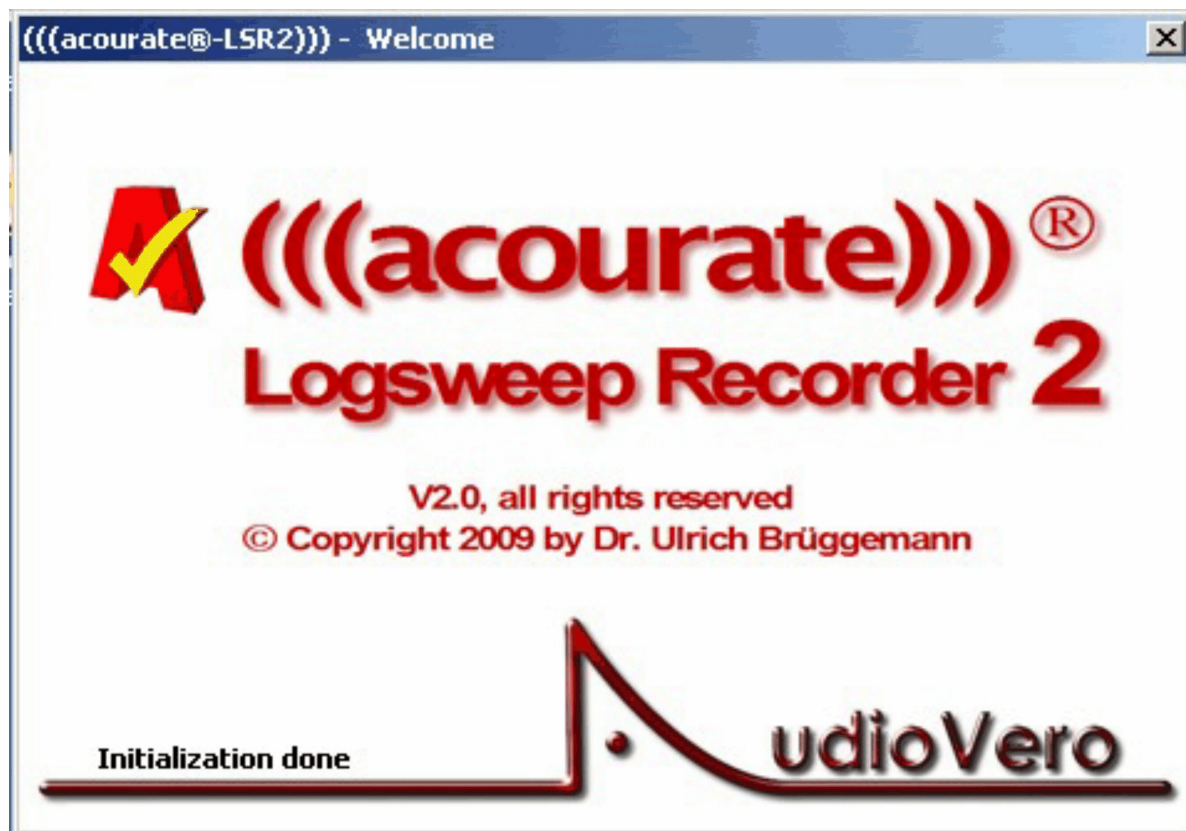 (((acourate®-LSR2))) - Welcome
(((acourate)))®
Logsweep Recorder 2
V2.0, all rights reserved
© Copyright 2009 by Dr. Ulrich Brüggemann
Initialization done
AudioVero